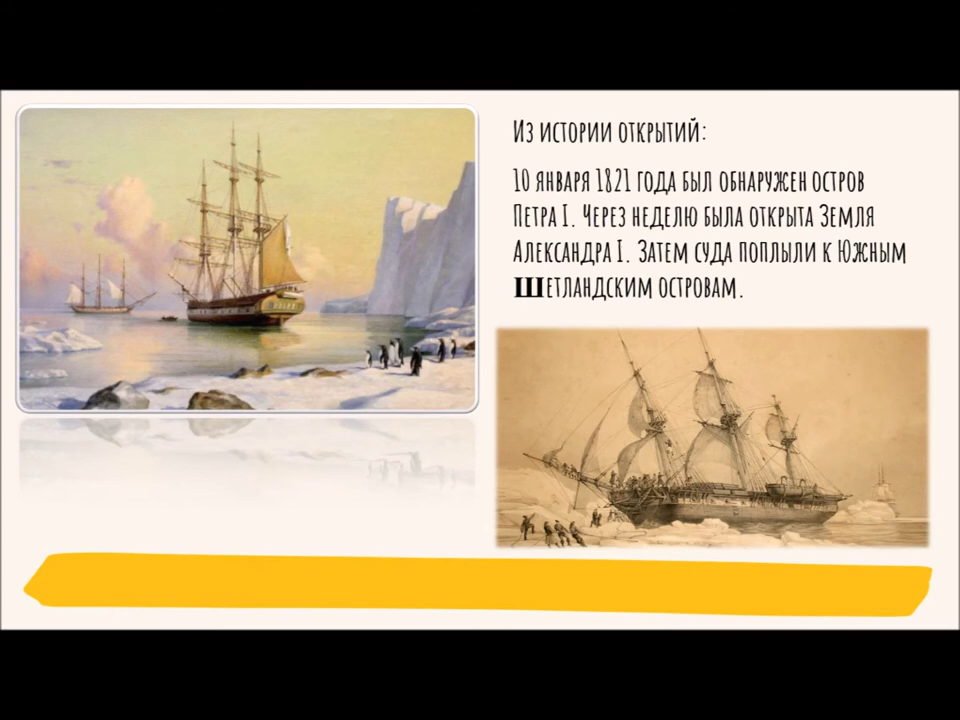 Из истории открытий:
10 января 1821 года был обнаружен остров
Петра I. Через неделю была открыта Земля
Александра I. Затем суда поплыли к Южным
Шетландским островам.